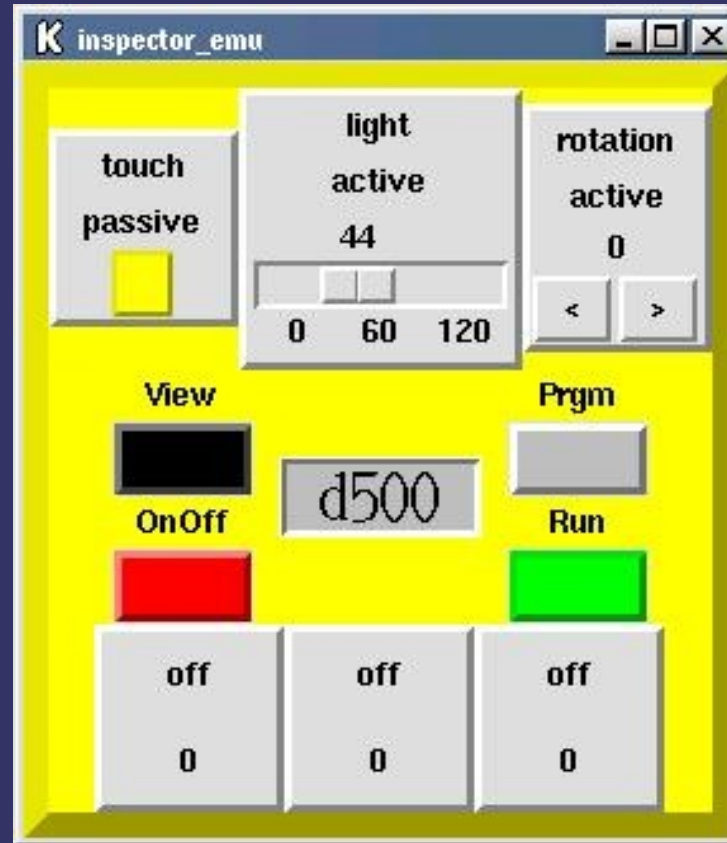 inspector_emu
touch
passive
light
active
44
0 60 120
rotation
active
0
< >
View
Prgm
d500
OnOff
Run
off
0
off
0
off
0